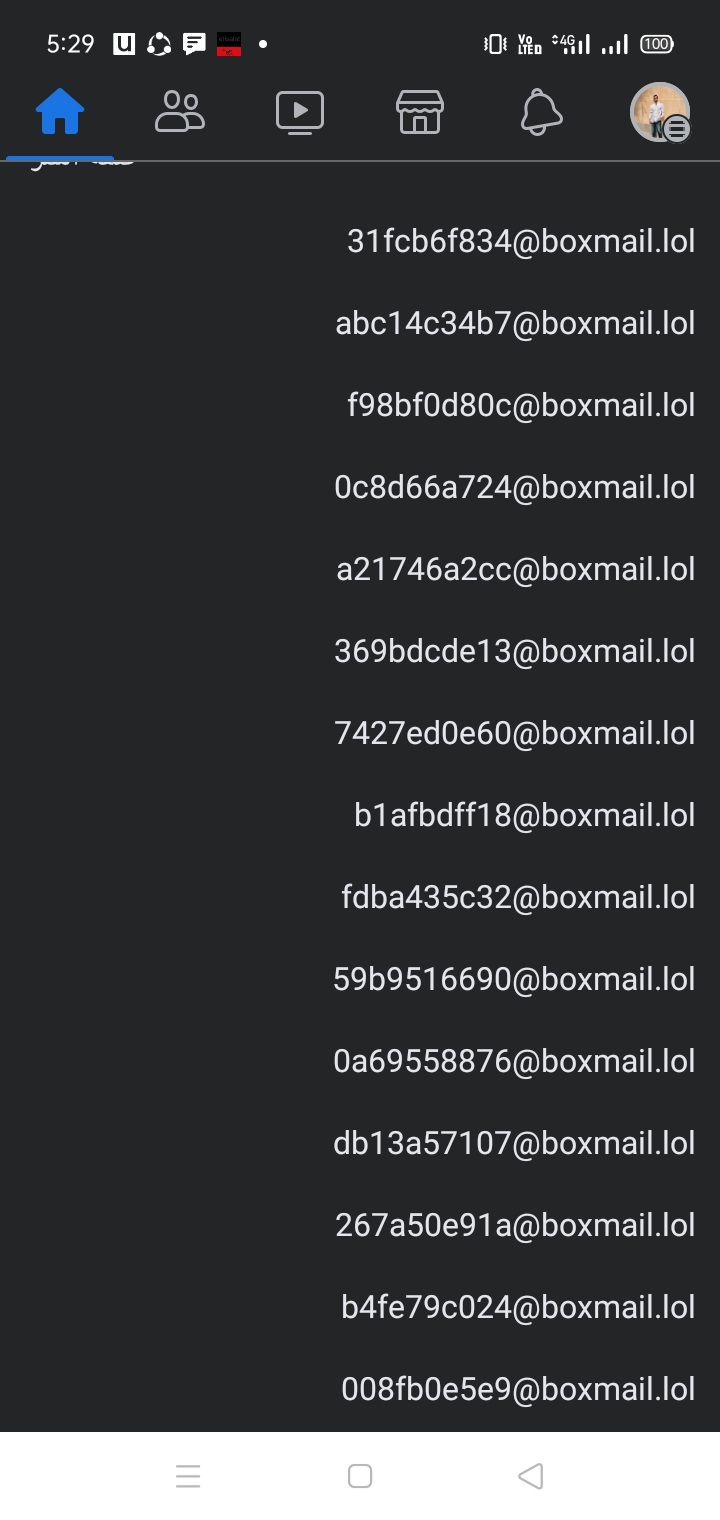 5:29
Vo
LTED
4G
100
31fcb6f834@boxmail.lol
abc14c34b7@boxmail.lol
f98bf0d80c@boxmail.lol
0c8d66a724@boxmail.lol
a21746a2cc@boxmail.lol
369bdcde13@boxmail.lol
7427ed0e60@boxmail.lol
b1afbdff18@boxmail.lol
fdba435c32@boxmail.lol
59b9516690@boxmail.lol
0a69558876@boxmail.lol
db13a57107@boxmail.lol
267a50e91a@boxmail.lol
b4fe79c024@boxmail.lol
008fb0e5e9@boxmail.lol